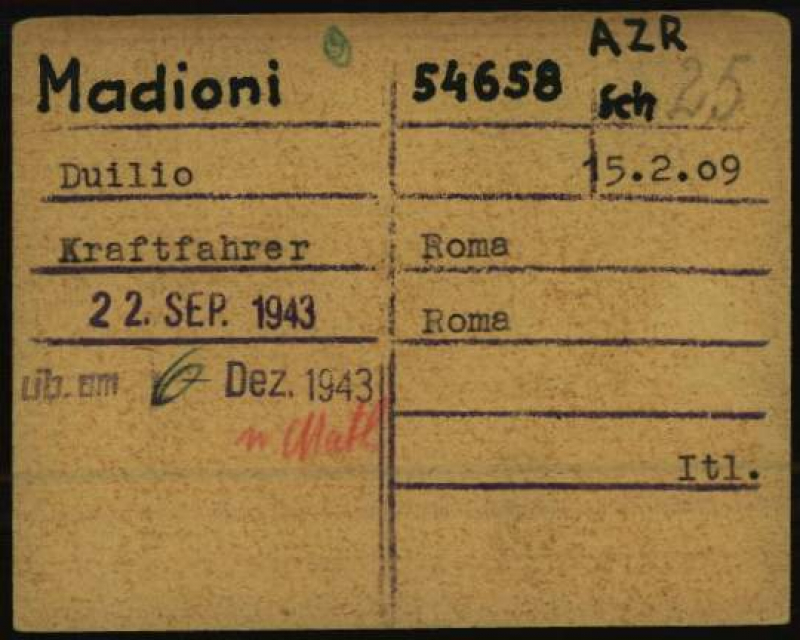 Madioni 54658 AZR
Sch 25
Duilio 15.2.09
Kraftfahrer Roma
22. SEP. 1943 Roma
üb. am 6 Dez. 1943
n Math
Itl.